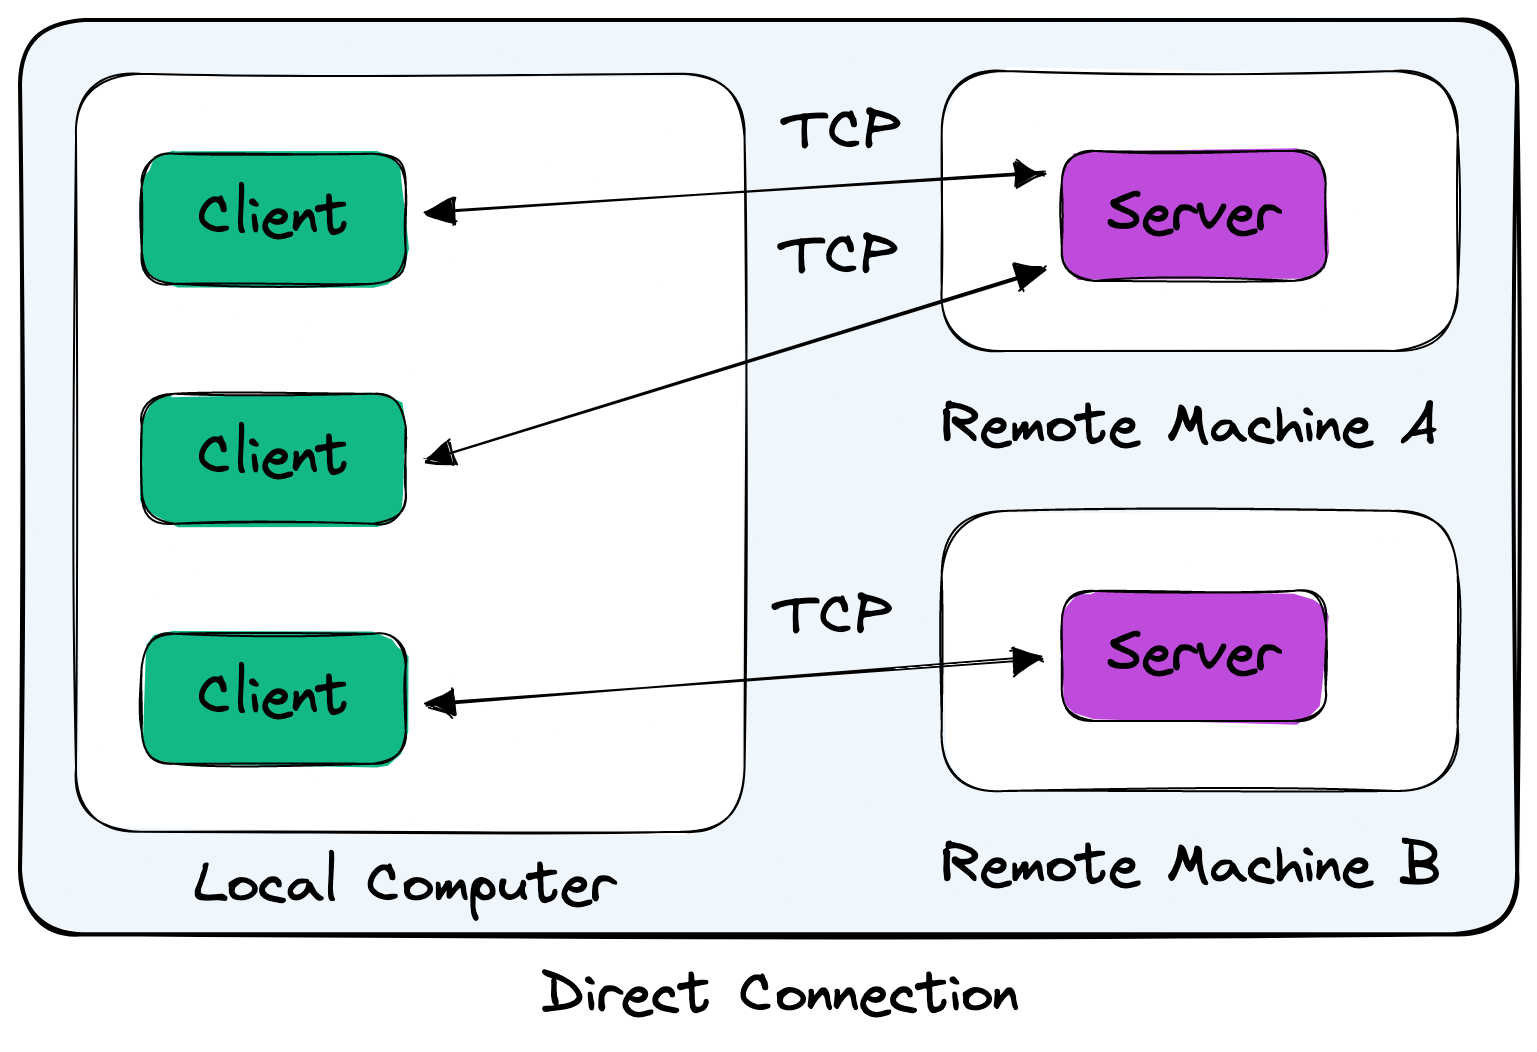 TCP
Client
Server
TCP
Remote Machine A
Client
TCP
Server
Client
Remote Machine B
Local Computer
Direct Connection